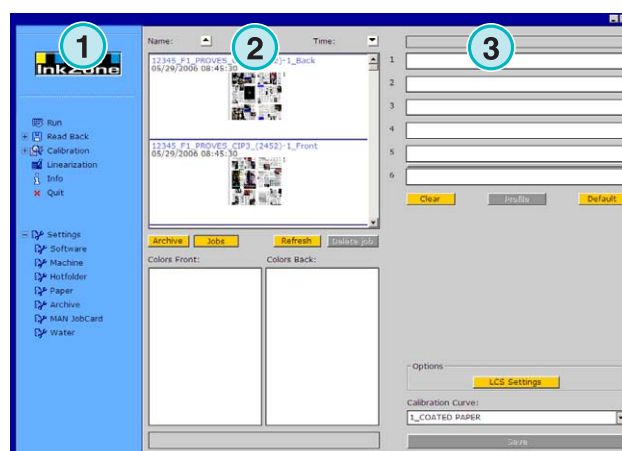 1
InkZone
Run
Read Back
Calibration
Linearization
Info
Quit
Settings
Software
Machine
Hotfolder
Paper
Archive
MAN JobCard
Water
2
Name:
Time:
12345_F1_PROVES_C (2452)-1_Back
05/29/2006 08:45:30
12345_F1_PROVES_CIP3_(2452)-1_Front
05/29/2006 08:45:30
Archive
Jobs
Refresh
Delete job
Colors Front:
Colors Back:
3
1
2
3
4
5
6
Clear
Profile
Default
Options
LCS Settings
Calibration Curve:
1_COATED PAPER
Save